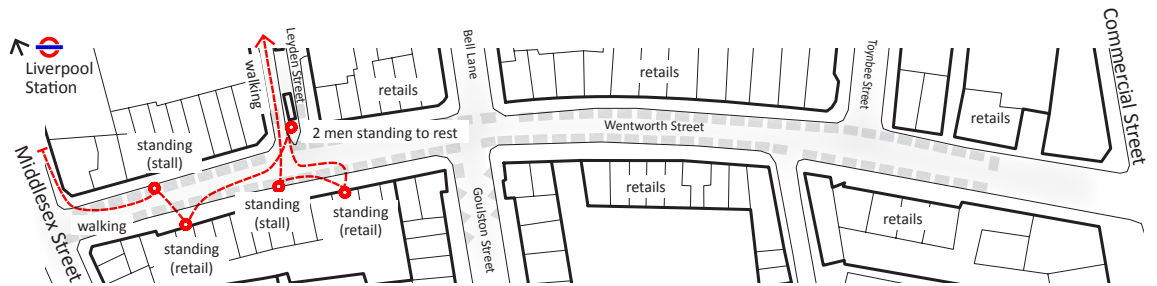 Liverpool
Station
walking
Leyden Street
retails
Bell Lane
retails
Toynbee Street
retails
Commercial Street
2 men standing to rest
Wentworth Street
standing
(stall)
Middlesex Street
walking
standing
(retail)
standing
(stall)
standing
(retail)
Goulston Street
retails
retails